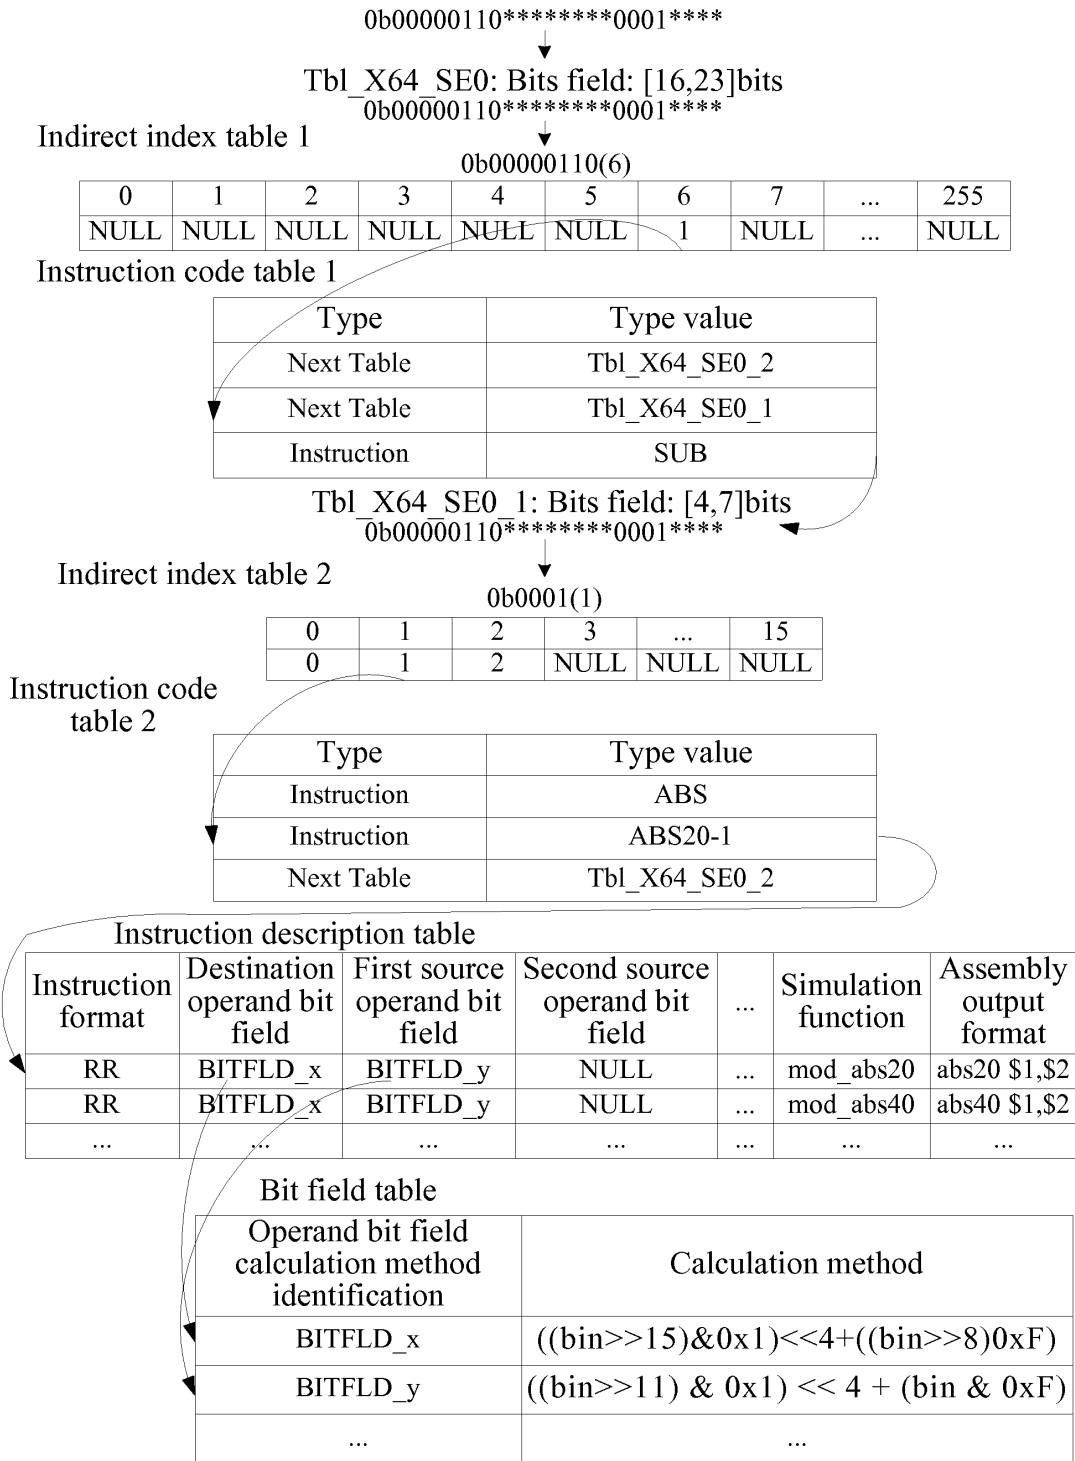 0b00000110********0001****
Tbl_X64_SE0: Bits field: [16,23]bits
0b00000110********0001****
Indirect index table 1
0b00000110(6)
0 1 2 3 4 5 6 7 ... 255
NULL NULL NULL NULL NULL NULL 1 NULL ... NULL
Instruction code table 1
Type Type value
Next Table Tbl_X64_SE0_2
Next Table Tbl_X64_SE0_1
Instruction SUB
Tbl_X64_SE0_1: Bits field: [4,7]bits
0b00000110********0001****
Indirect index table 2
0b0001(1)
0 1 2 3 ... 15
0 1 2 NULL NULL NULL
Instruction code
table 2
Type Type value
Instruction ABS
Instruction ABS20-1
Next Table Tbl_X64_SE0_2
Instruction description table
Instruction format Destination operand bit field First source operand bit field Second source operand bit field ... Simulation function Assembly output format
RR BITFLD_x BITFLD_y NULL ... mod_abs20 abs20 $1,$2
RR BITFLD_x BITFLD_y NULL ... mod_abs40 abs40 $1,$2
... ... ... ... ... ... ...
Bit field table
Operand bit field calculation method identification Calculation method
BITFLD_x ((bin>>15)&0x1)<<4+((bin>>8)0xF)
BITFLD_y ((bin>>11) & 0x1) << 4 + (bin & 0xF)
... ...